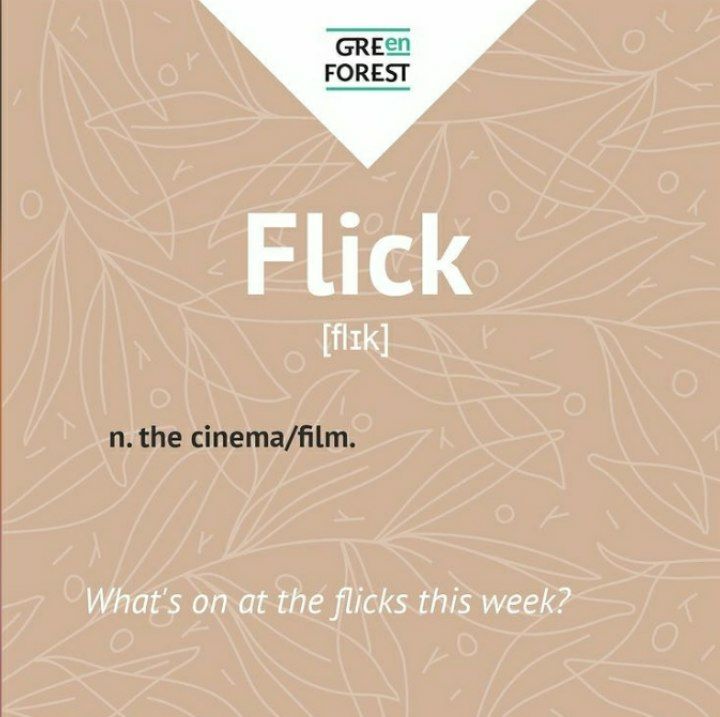 GREen
FOREST
Flick
[flɪk]
n. the cinema/film.
What's on at the flicks this week?